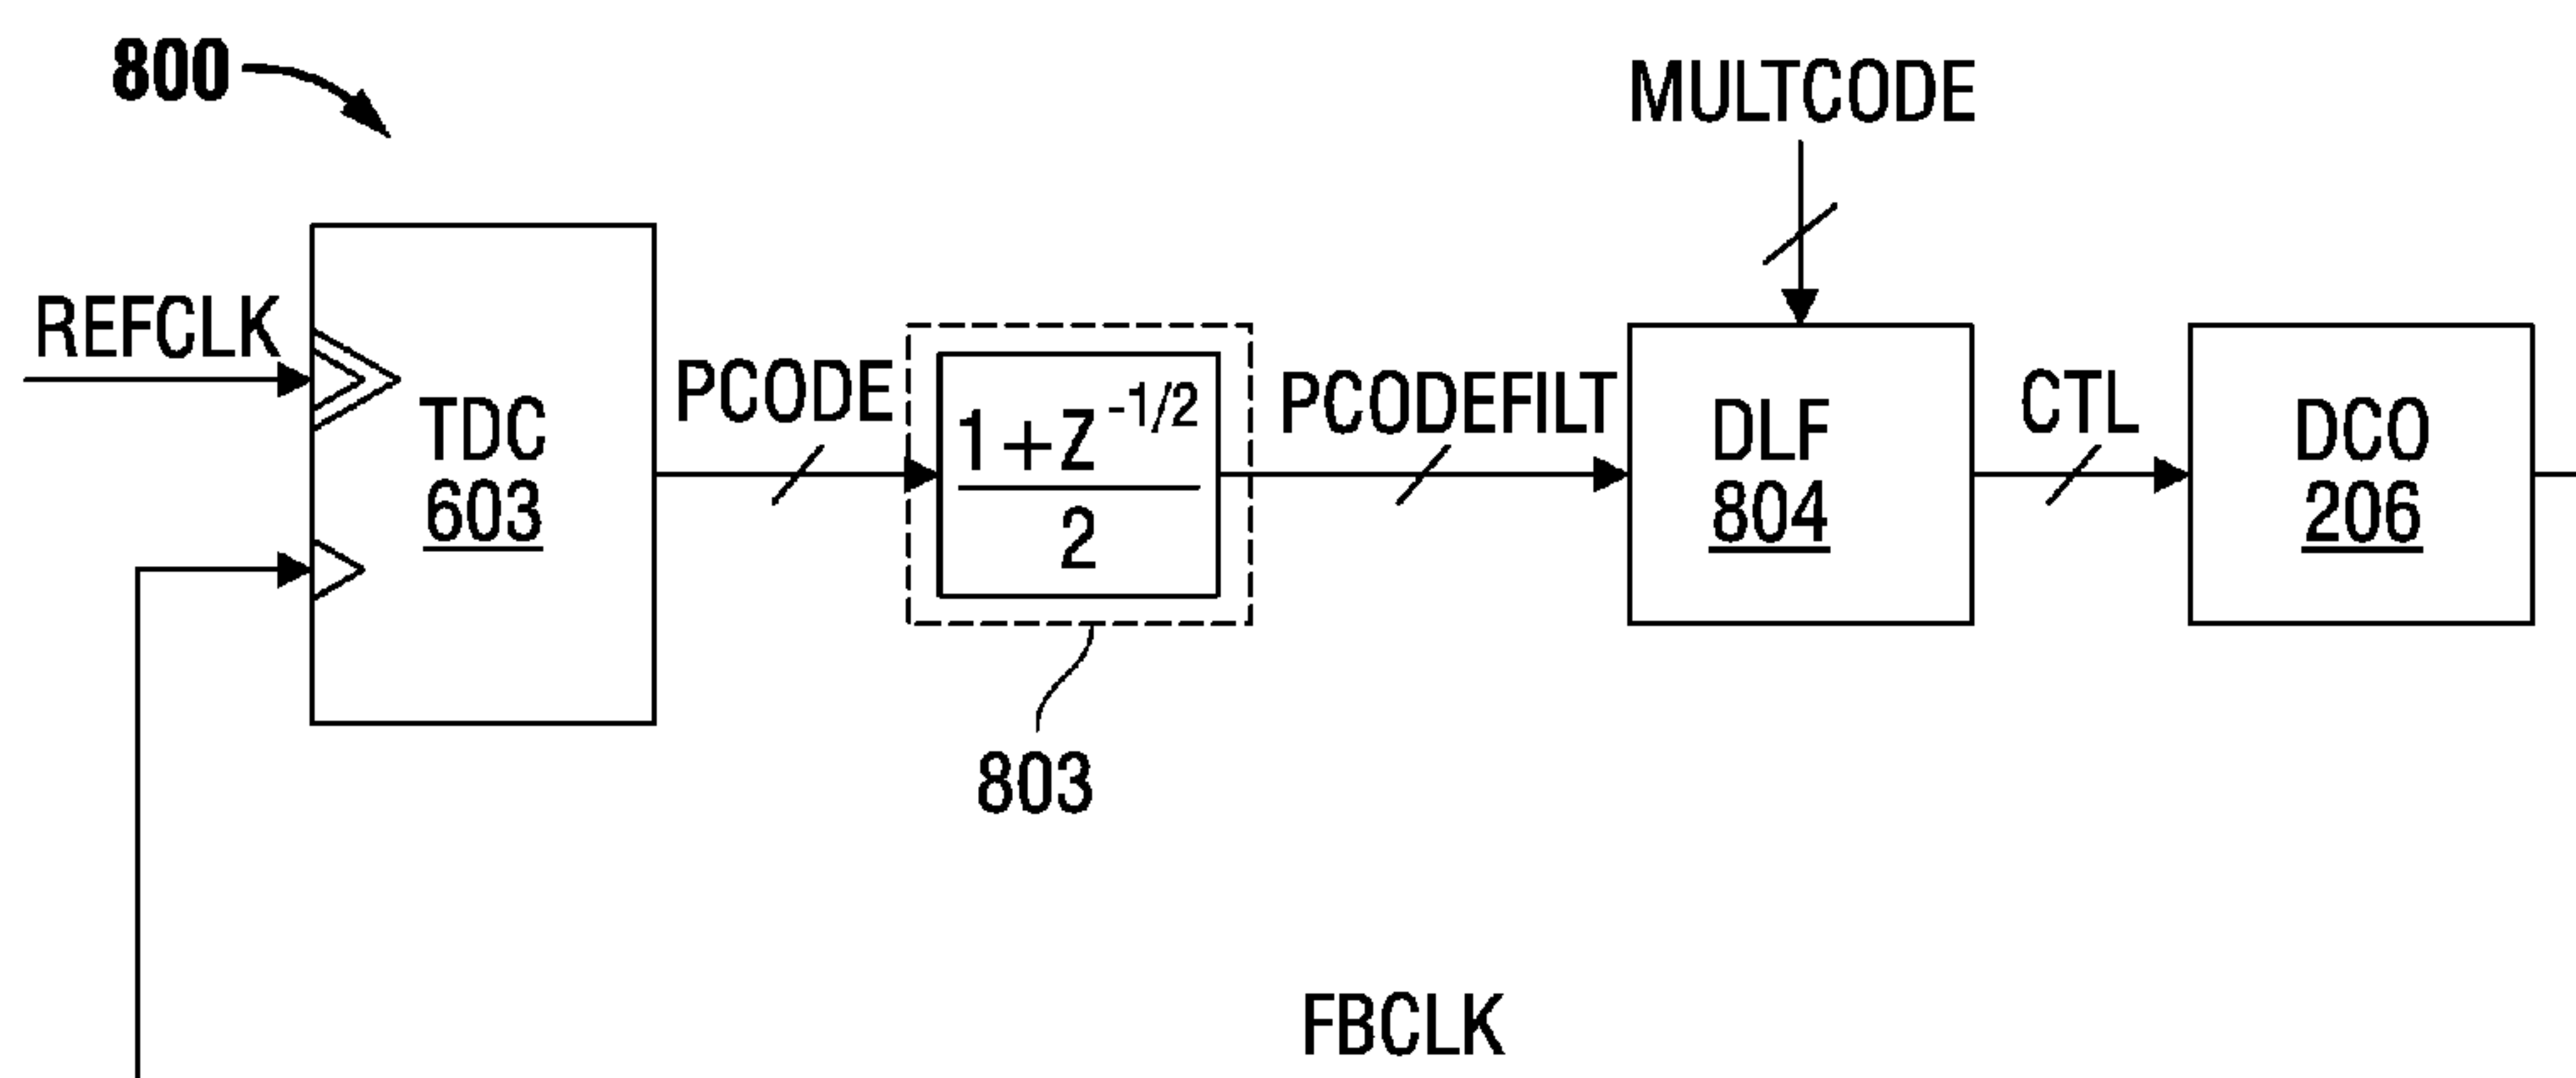 800
MULTCODE
REFCLK
TDC
603
PCODE
1+Z^-1/2
2
803
PCODEFILT
DLF
804
CTL
DCO
206
FBCLK